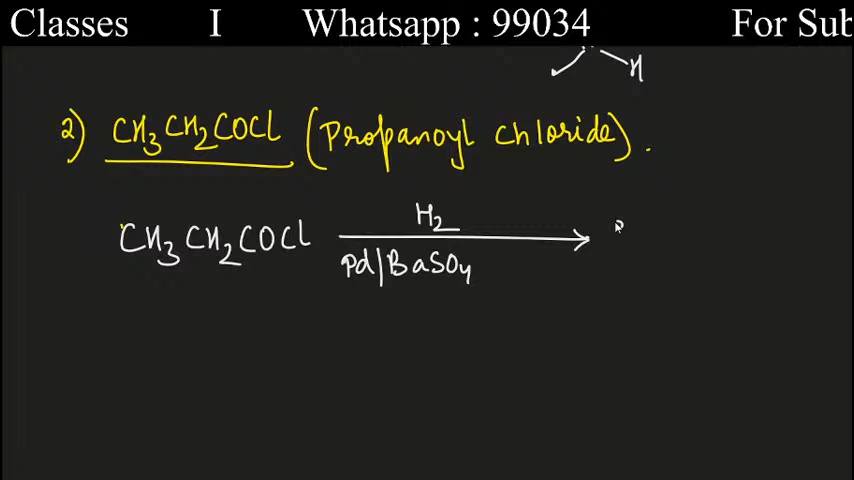 Classes I Whatsapp : 99034 For Sub
H
2) CH3CH2COCl (Propanoyl Chloride).
H2
CH3CH2COCl
Pd/BaSO4